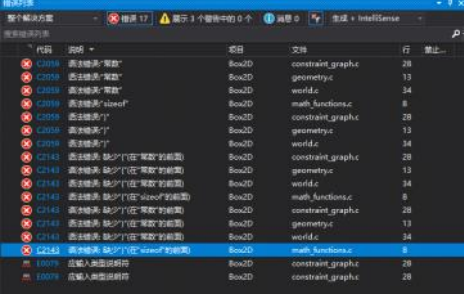 错误列表
整个解决方案 错误 17 展示 3 个警告中的 0 个 消息 0 生成 + IntelliSense
搜索错误列表
代码 说明 项目 文件 行 禁止...
C2059 语法错误:"常数" Box2D constraint_graph.c 28
C2059 语法错误:"常数" Box2D geometry.c 13
C2059 语法错误:"常数" Box2D world.c 34
C2059 语法错误:"sizeof" Box2D math_functions.c 8
C2059 语法错误:")" Box2D constraint_graph.c 28
C2059 语法错误:")" Box2D geometry.c 13
C2059 语法错误:")" Box2D world.c 34
C2143 语法错误: 缺少")"(在"常数"的前面) Box2D constraint_graph.c 28
C2143 语法错误: 缺少")"(在"常数"的前面) Box2D geometry.c 13
C2143 语法错误: 缺少")"(在"常数"的前面) Box2D world.c 34
C2143 语法错误: 缺少")"(在"sizeof"的前面) Box2D math_functions.c 8
C2143 语法错误: 缺少"{"(在"常数"的前面) Box2D constraint_graph.c 28
C2143 语法错误: 缺少"{"(在"常数"的前面) Box2D geometry.c 13
C2143 语法错误: 缺少"{"(在"常数"的前面) Box2D world.c 34
C2143 语法错误: 缺少"{"(在"sizeof"的前面) Box2D math_functions.c 8
E0079 应输入类型说明符 Box2D constraint_graph.c 28
E0079 应输入类型说明符 Box2D constraint_graph.c 28